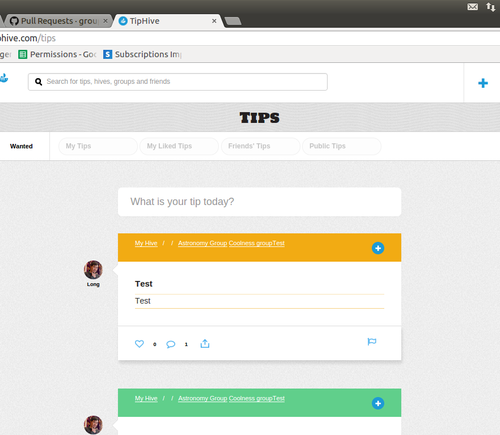 Pull Requests - grou
TipHive
hive.com/tips
Permissions - Goo
Subscriptions Imp
Search for tips, hives, groups and friends
TIPS
Wanted
My Tips
My Liked Tips
Friends' Tips
Public Tips
What is your tip today?
My Hive / / Astronomy Group Coolness groupTest
Long
Test
Test
0
1
My Hive / / Astronomy Group Coolness groupTest